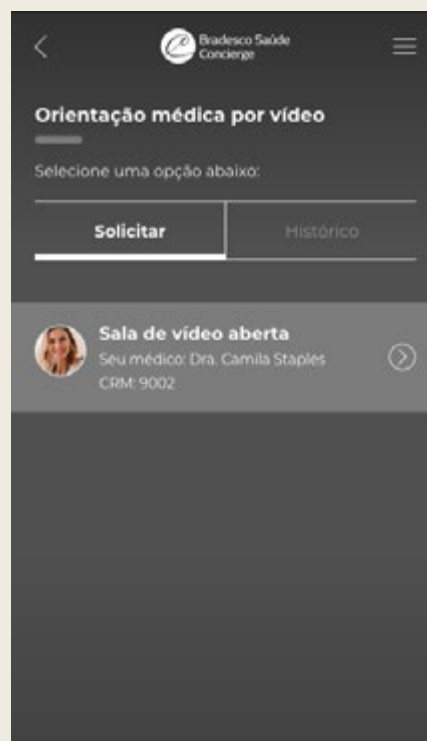 Bradesco Saúde
Concierge
Orientação médica por vídeo
Selecione uma opção abaixo:
Solicitar
Histórico
Sala de vídeo aberta
Seu médico: Dra. Camila Staples
CRM: 9002